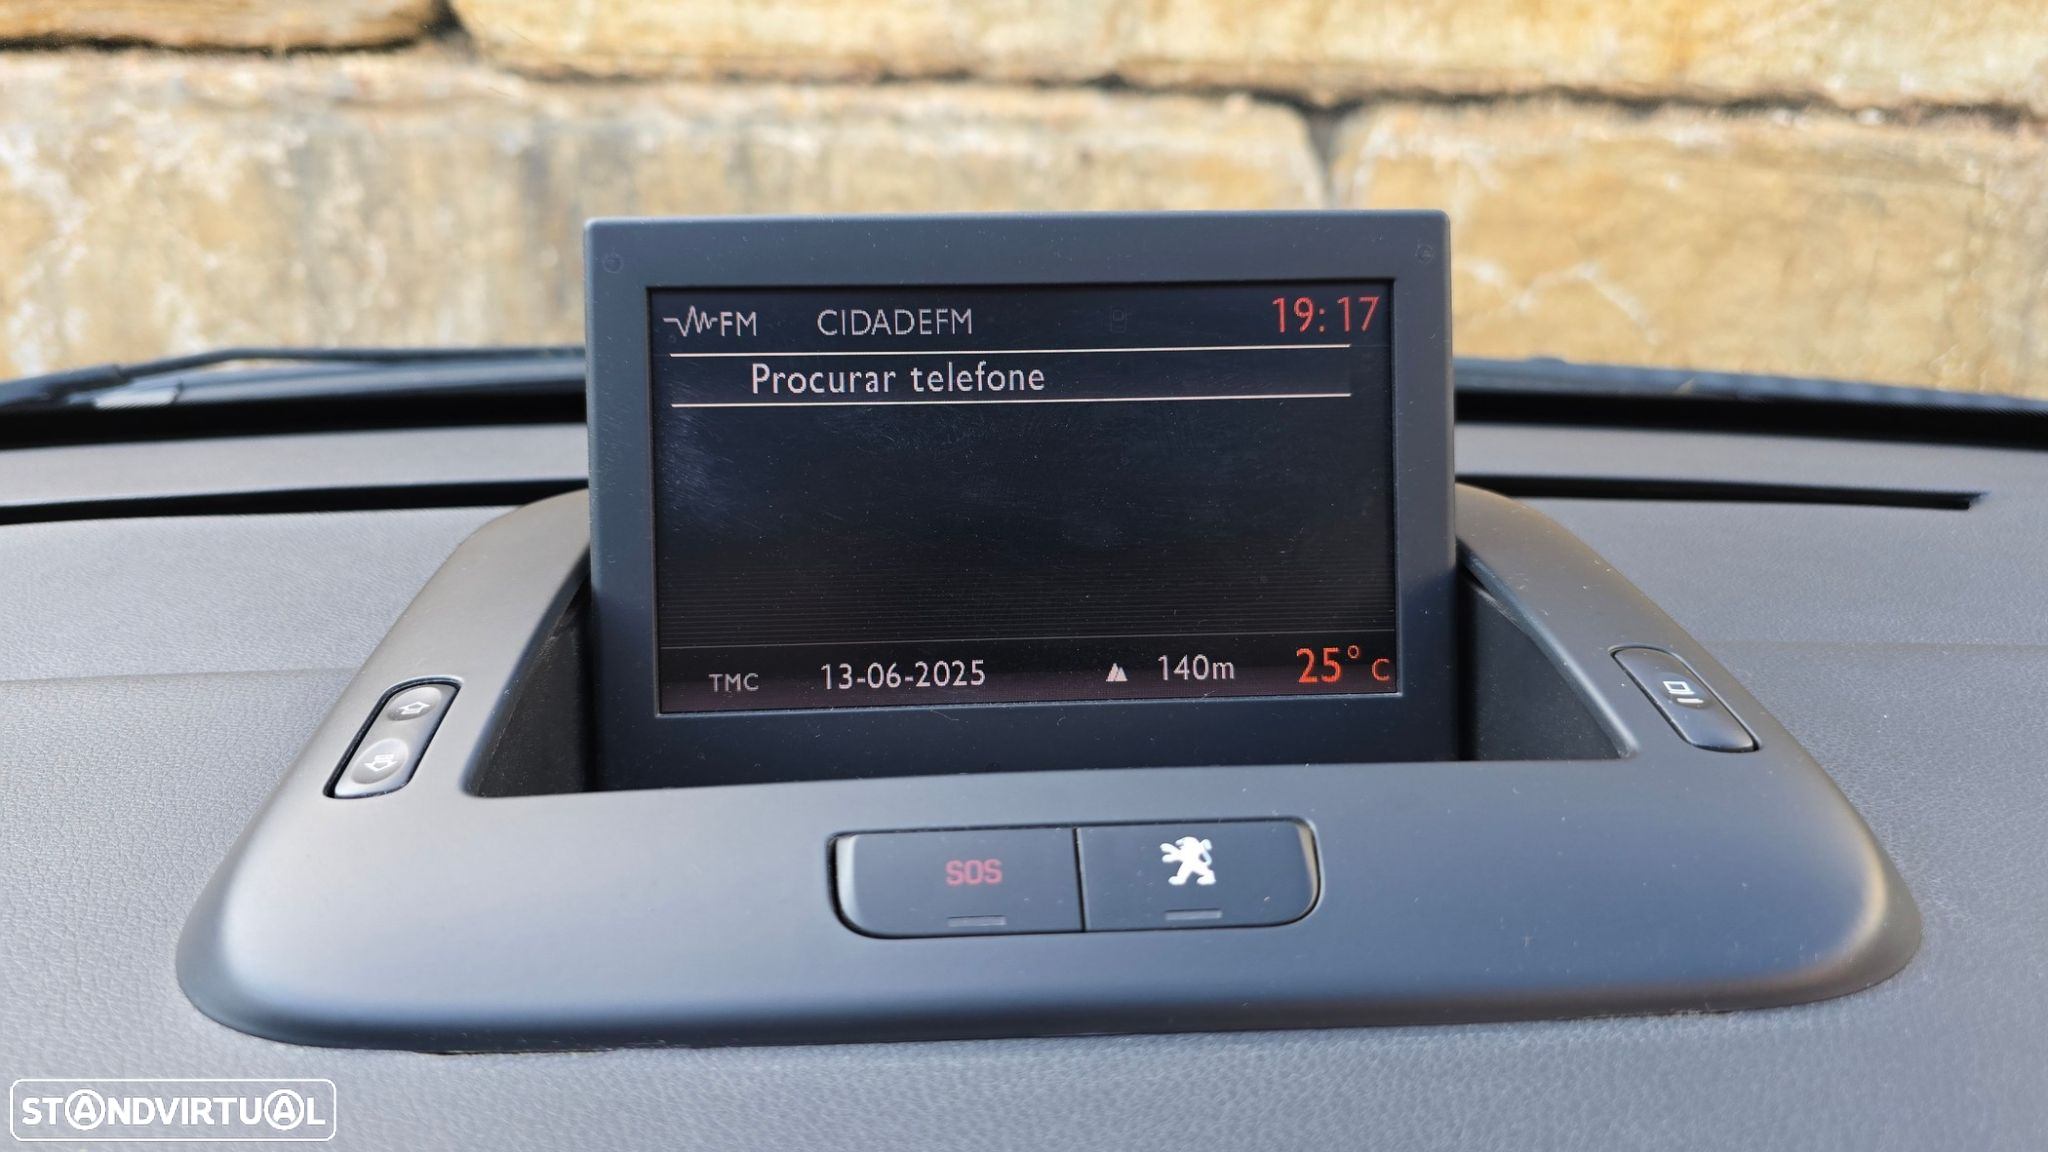 FM CIDADEFM 19:17
Procurar telefone
TMC 13-06-2025 140m 25° C
SOS
STANDVIRTUAL